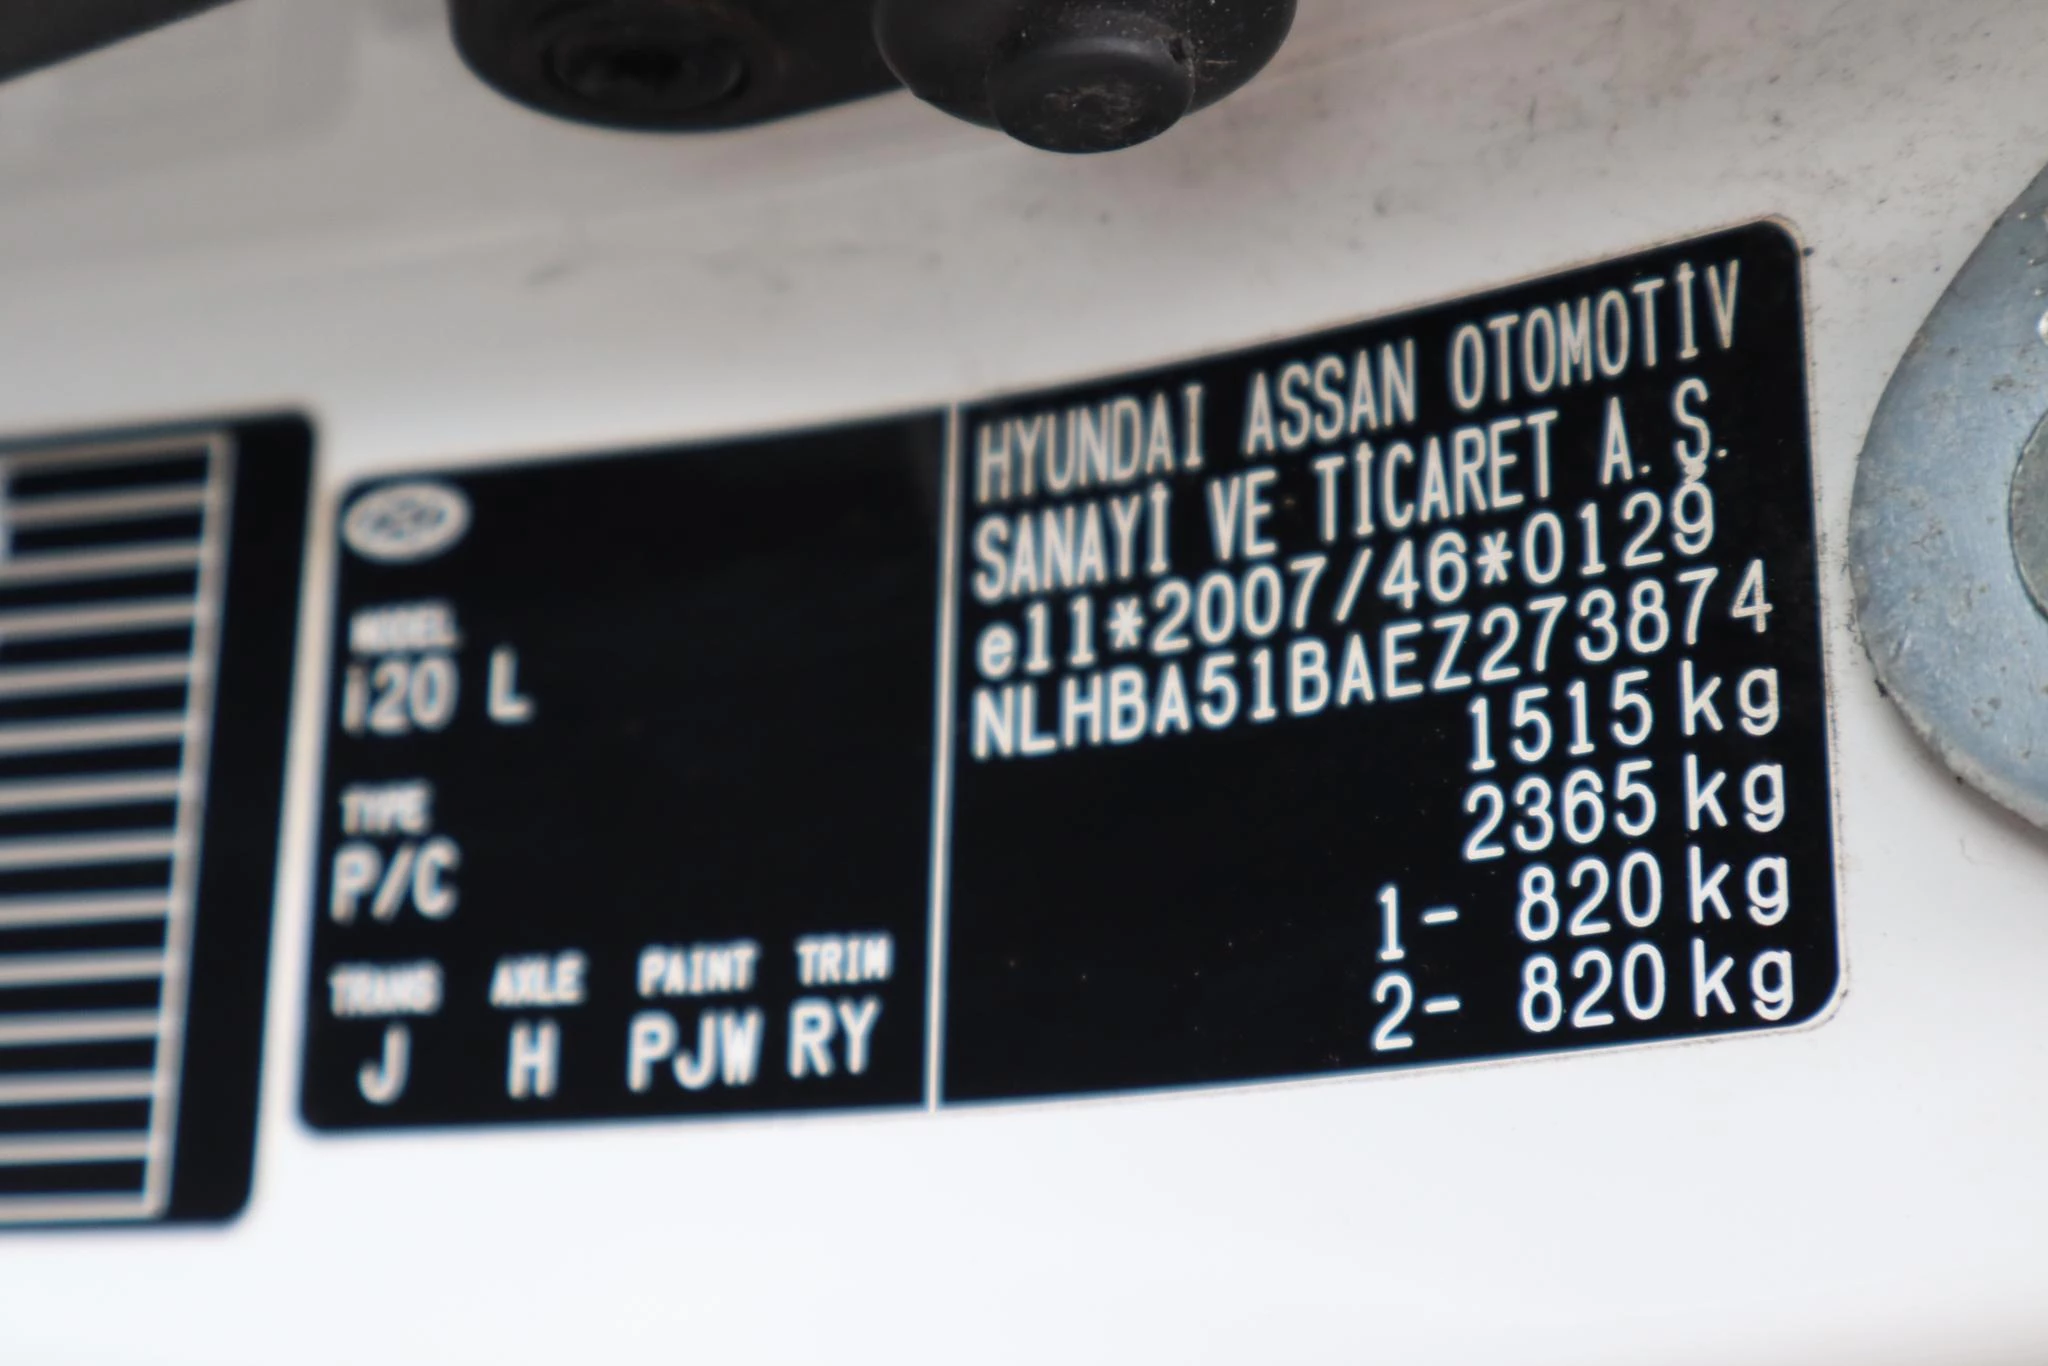 MODEL
i20 L
TYPE
P/C
TRANS AXLE PAINT TRIM
J H PJW RY
HYUNDAI ASSAN OTOMOTİV
SANAYİ VE TİCARET A. Ş.
e11*2007/46*0129
NLHBA51BAEZ273874
1515 kg
2365 kg
1- 820 kg
2- 820 kg